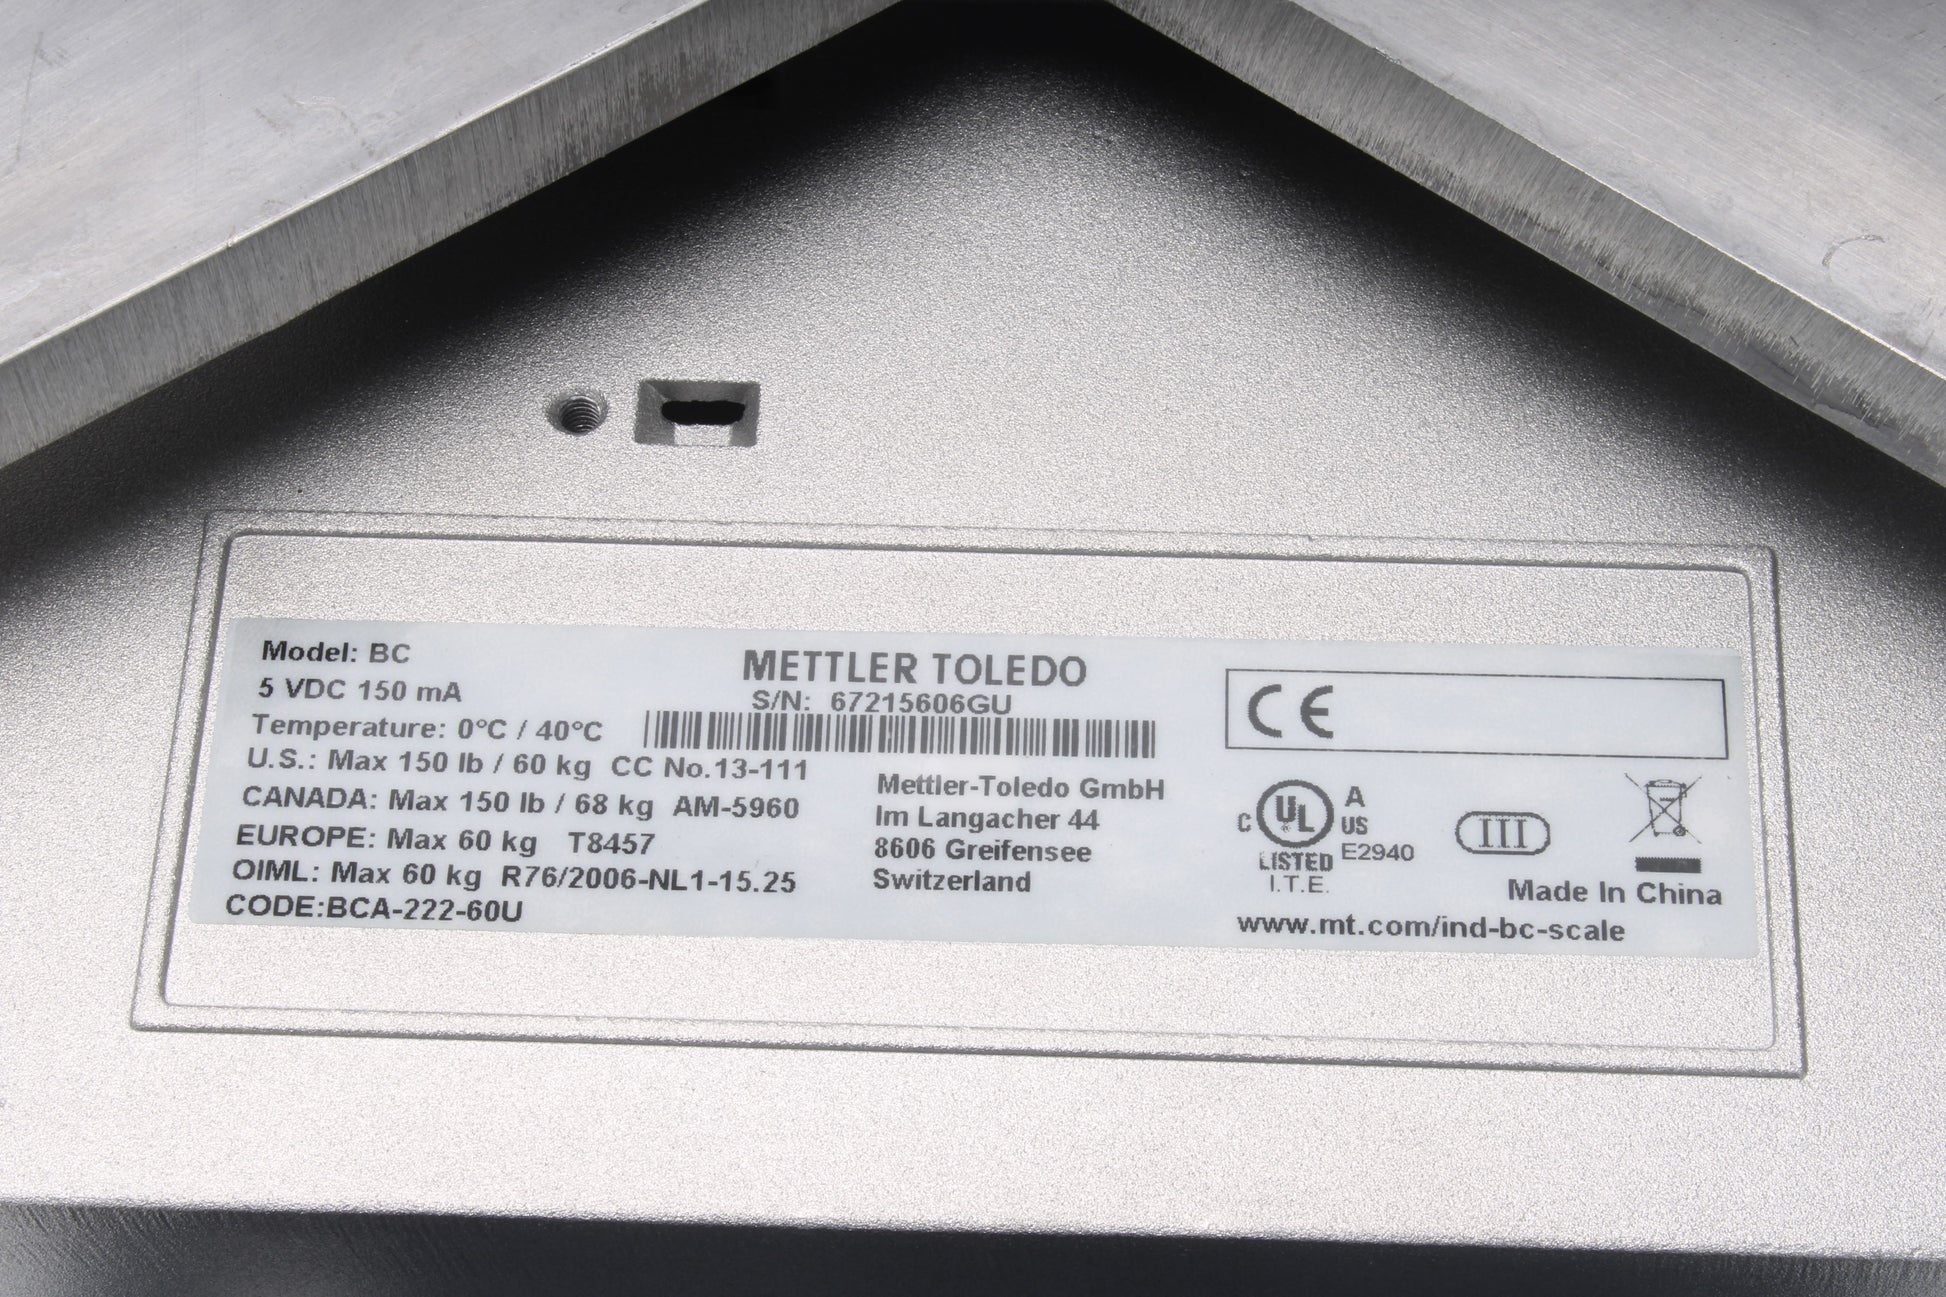 Model: BC
5 VDC 150 mA
Temperature: 0°C / 40°C
U.S.: Max 150 lb / 60 kg CC No.13-111
CANADA: Max 150 lb / 68 kg AM-5960
EUROPE: Max 60 kg T8457
OIML: Max 60 kg R76/2006-NL1-15.25
CODE:BCA-222-60U
METTLER TOLEDO
S/N: 67215606GU
Mettler-Toledo GmbH
Im Langacher 44
8606 Greifensee
Switzerland
CE
C UL A US
LISTED E2940
I.T.E.
III
Made In China
www.mt.com/ind-bc-scale